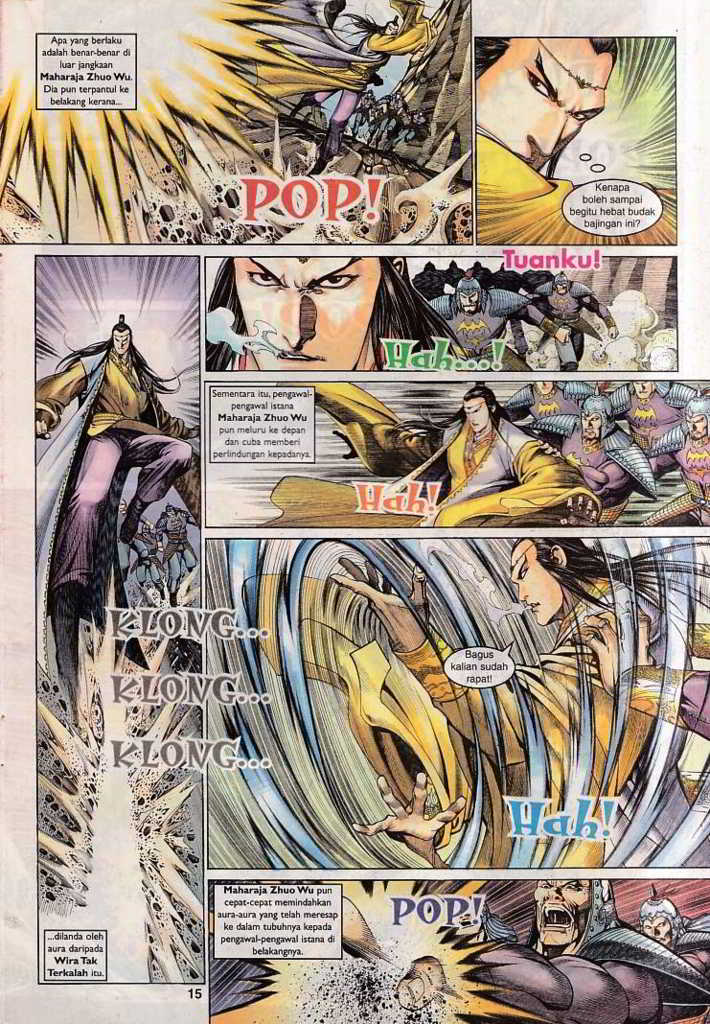 Apa yang berlaku
adalah benar-benar di
luar jangkaan
Maharaja Zhuo Wu.
Dia pun terpantul ke
belakang kerana...
POP!
Kenapa
boleh sampai
begitu hebat budak
bajingan ini?
Tuanku!
Hah...!
Sementara itu, pengawal-
pengawal istana
Maharaja Zhuo Wu
pun meluru ke depan
dan cuba memberi
perlindungan kepadanya.
Hah!
KLONG...
KLONG...
KLONG...
...dilanda oleh
aura daripada
Wira Tak
Terkalah itu.
Bagus
kalian sudah
rapat!
Hah!
Maharaja Zhuo Wu pun
cepat-cepat memindahkan
aura-aura yang telah meresap
ke dalam tubuhnya kepada
pengawal-pengawal istana di
belakangnya.
POP!
15